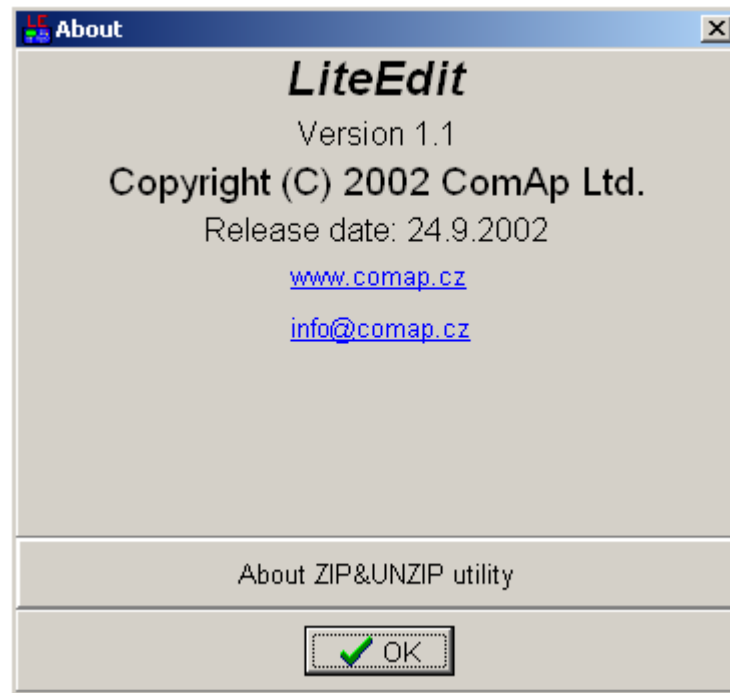 About
LiteEdit
Version 1.1
Copyright (C) 2002 ComAp Ltd.
Release date: 24.9.2002
www.comap.cz
info@comap.cz
About ZIP&UNZIP utility
OK